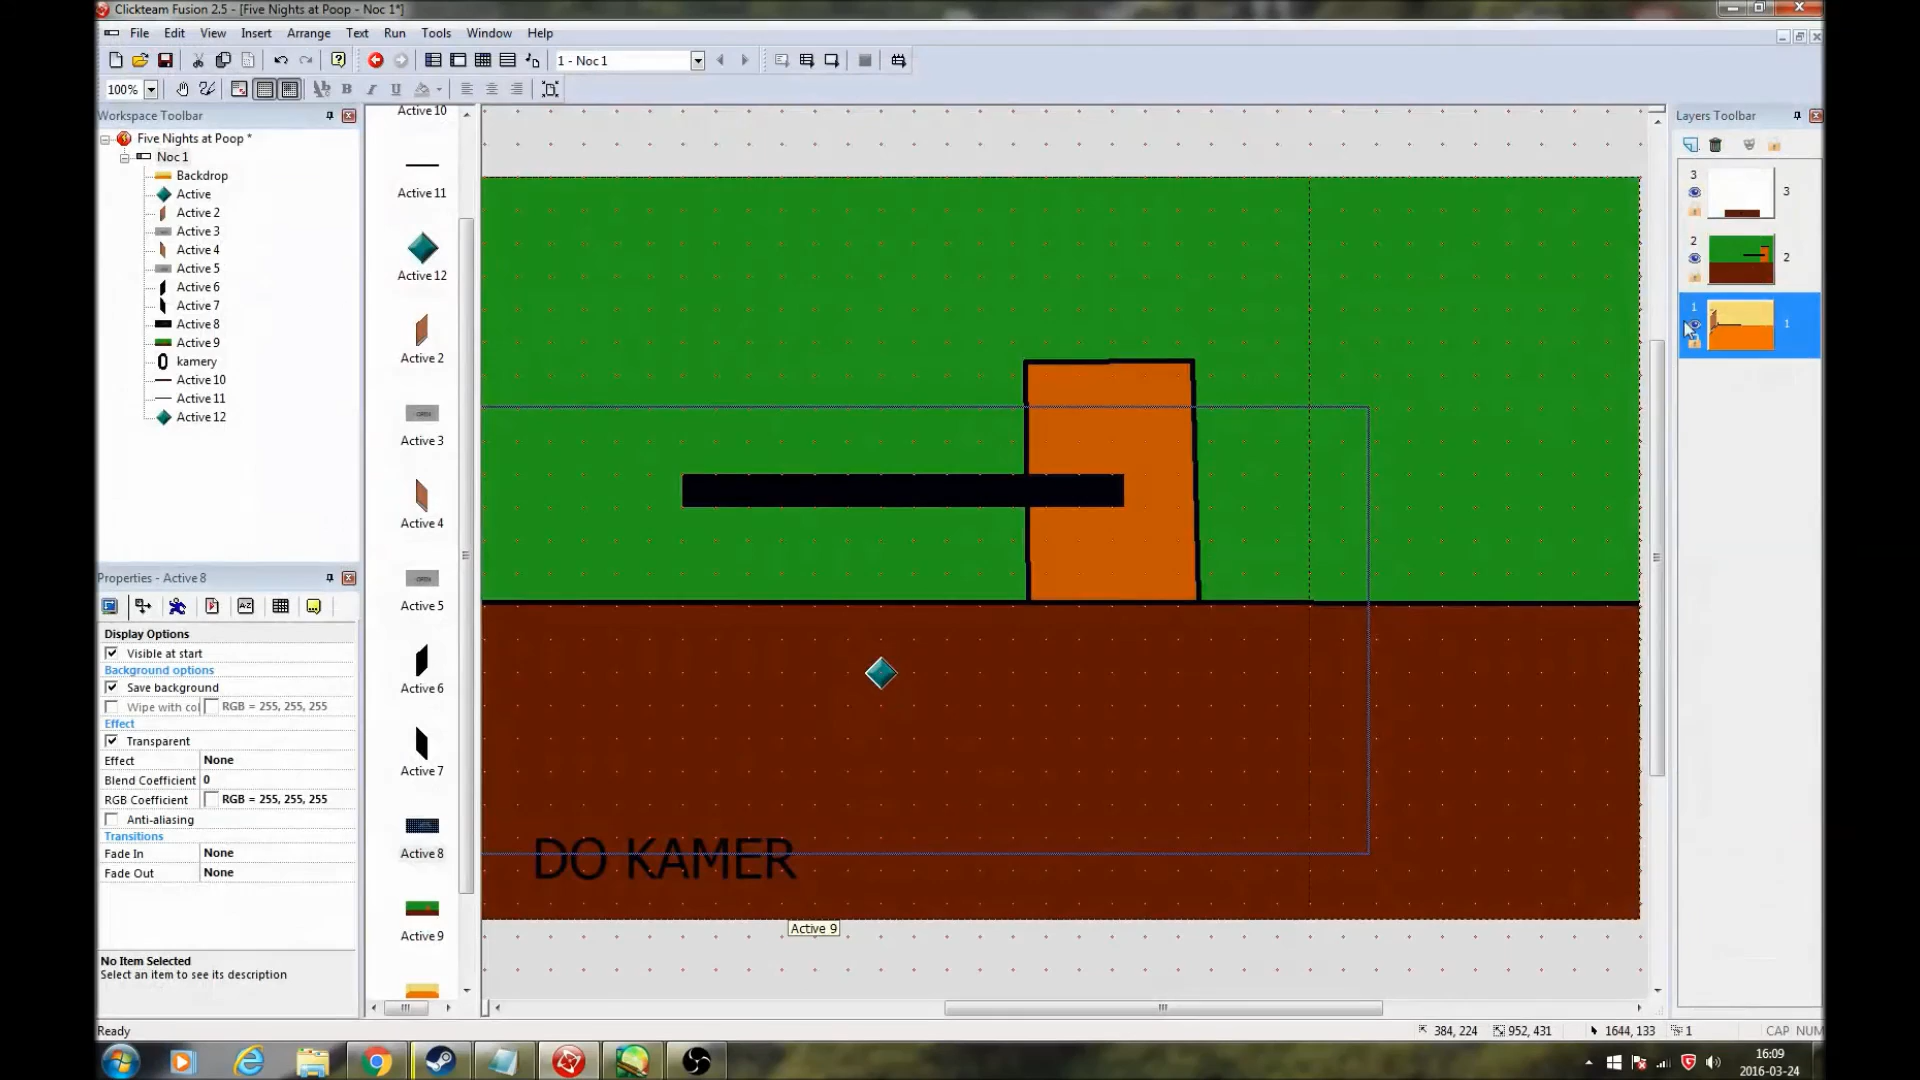 Clickteam Fusion 2.5 - [Five Nights at Poop - Noc 1*]
File Edit View Insert Arrange Text Run Tools Window Help
1 - Noc 1
100%
B I U
Workspace Toolbar
Five Nights at Poop *
Noc 1
Backdrop
Active
Active 2
Active 3
Active 4
Active 5
Active 6
Active 7
Active 8
Active 9
kamery
Active 10
Active 11
Active 12
Properties - Active 8
Display Options
Visible at start
Background options
Save background
Wipe with col RGB = 255, 255, 255
Effect
Transparent
Effect None
Blend Coefficient 0
RGB Coefficient RGB = 255, 255, 255
Anti-aliasing
Transitions
Fade In None
Fade Out None
No Item Selected
Select an item to see its description
Active 10
Active 11
Active 12
Active 2
OPEN
Active 3
Active 4
OPEN
Active 5
Active 6
Active 7
Active 8
Active 9
DO KAMER
Active 9
Layers Toolbar
3 3
2 2
1 1
Ready
384, 224 952, 431 1644, 133 1 CAP NUM
16:09
2016-03-24